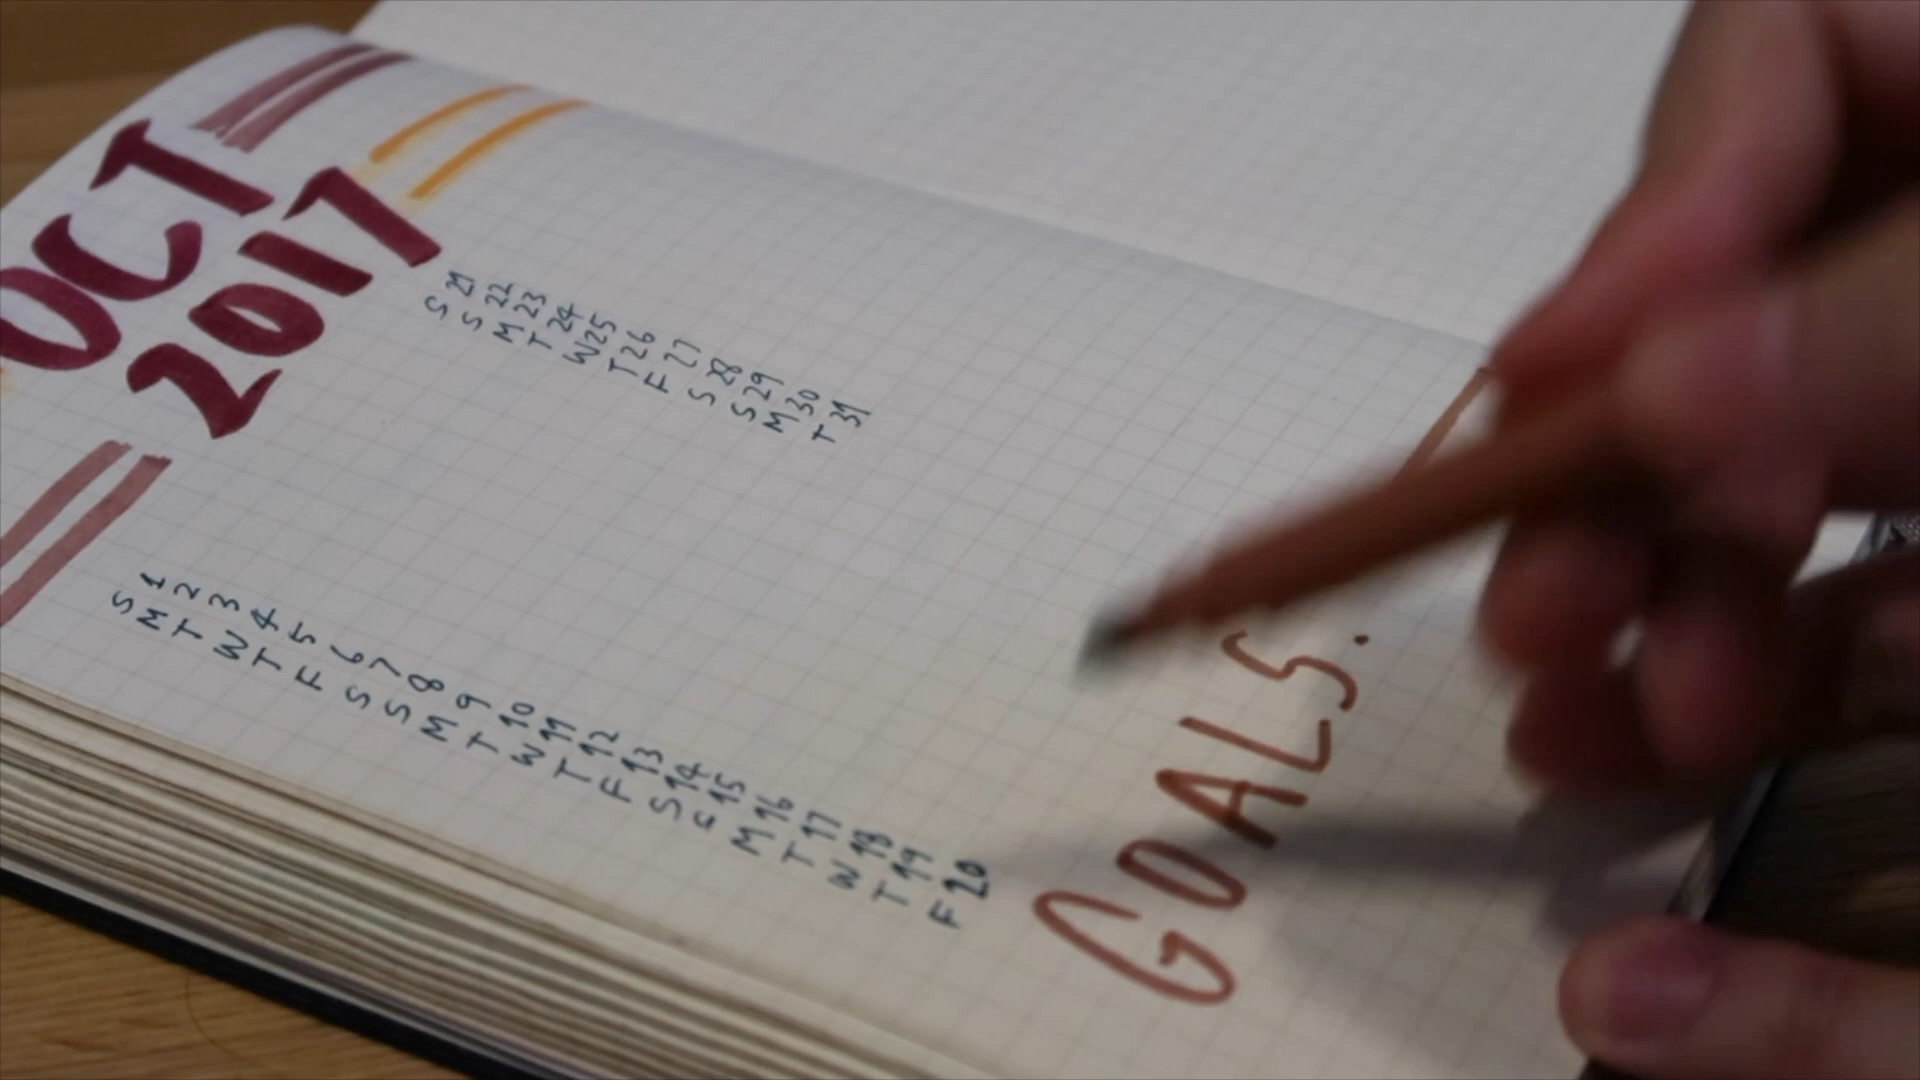 OCT
2017
S 1
M 2
T 3
W 4
T 5
F 6
S 7
S 8
M 9
T 10
W 11
T 12
F 13
S 14
S 15
M 16
T 17
W 18
T 19
F 20
S 21
S 22
M 23
T 24
W 25
T 26
F 27
S 28
S 29
M 30
T 31
GOALS.